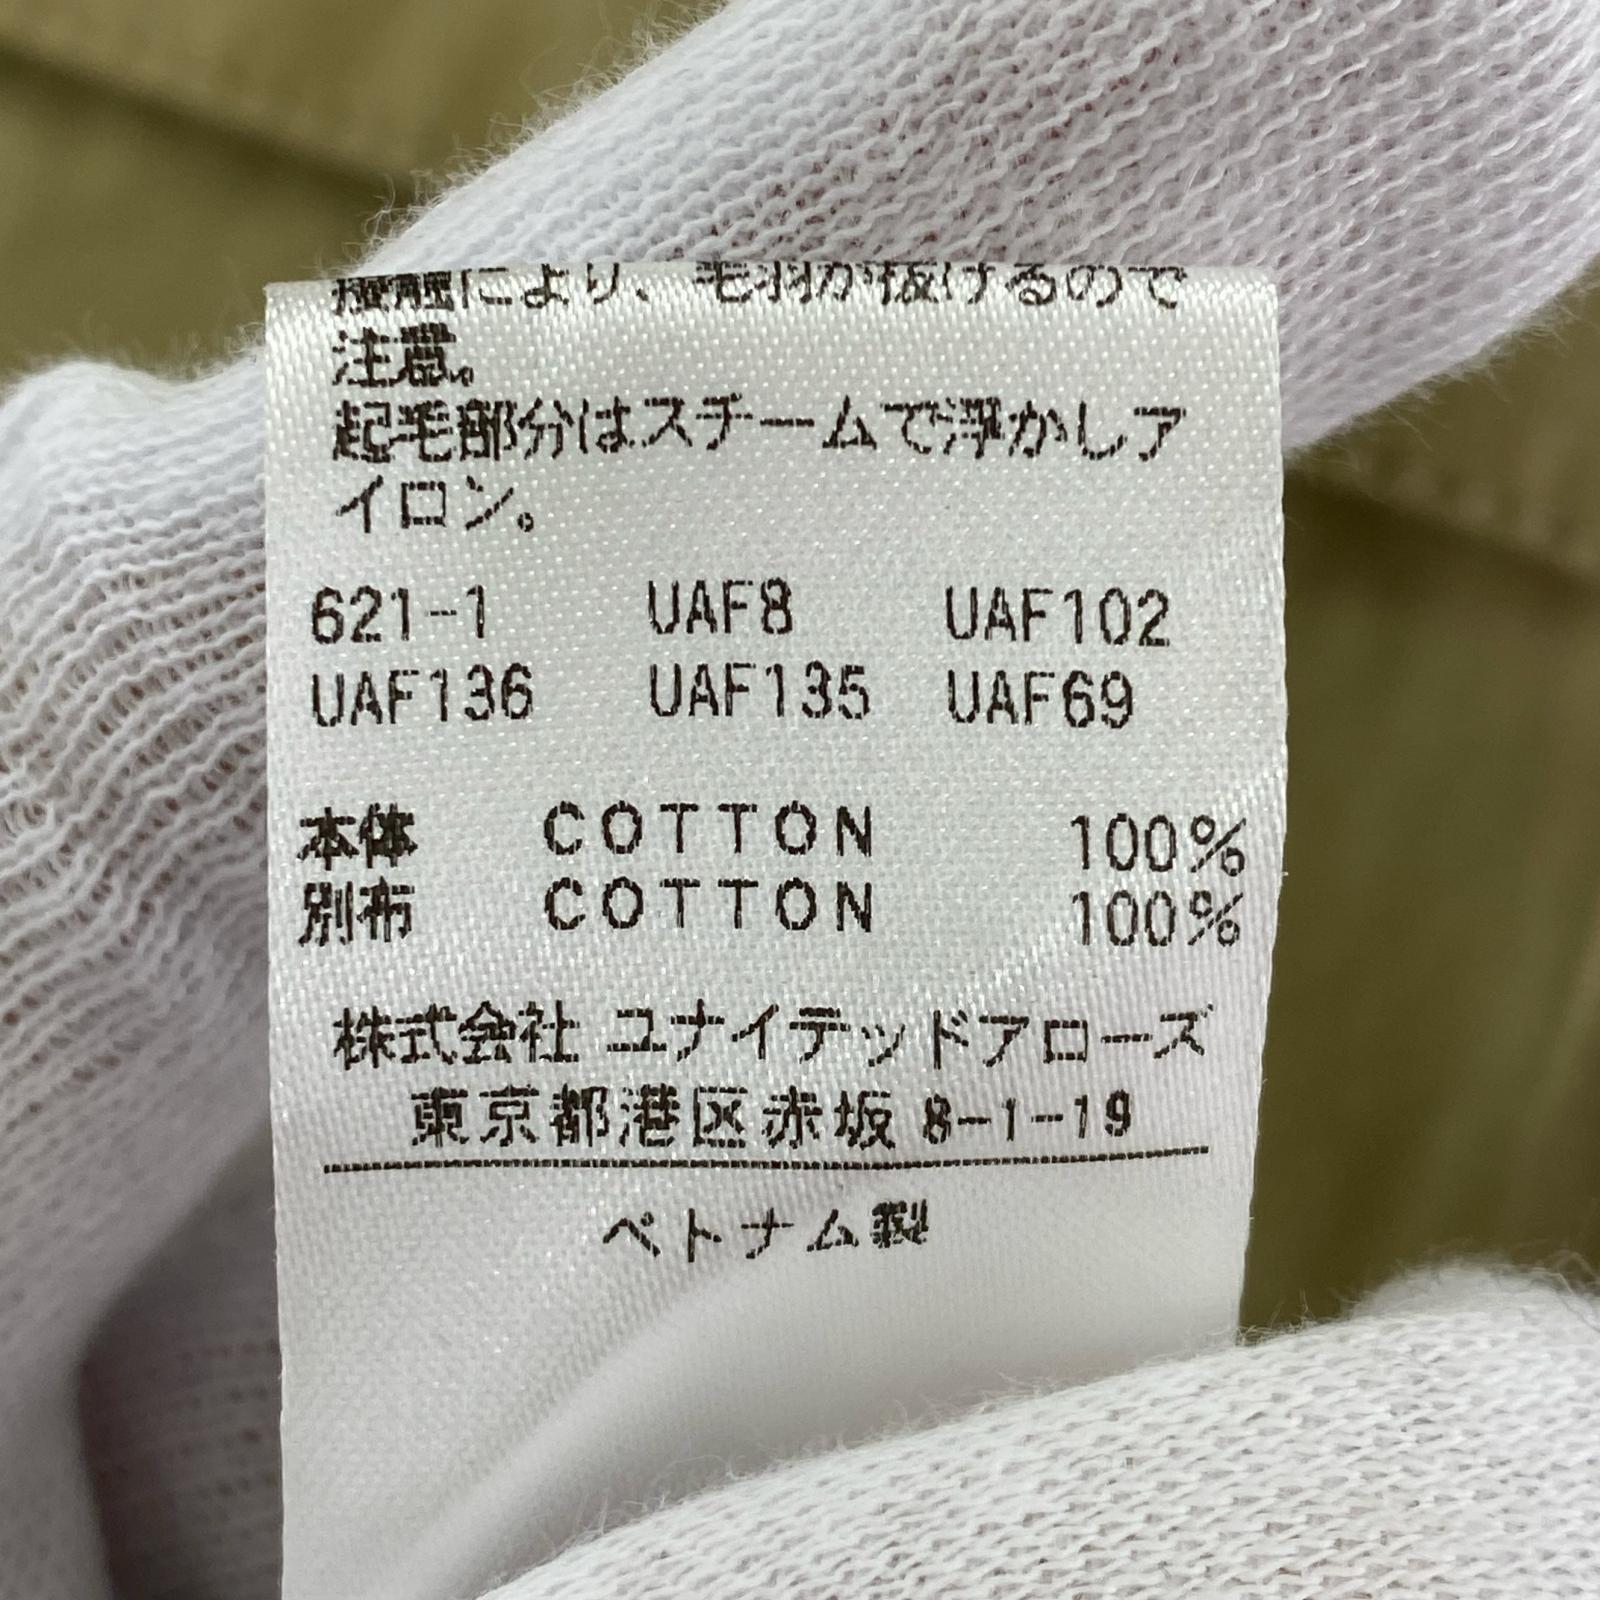 接触により、毛羽が抜けるので
注意。
起毛部分はスチームで浮かしア
イロン。
621-1 UAF8 UAF102
UAF136 UAF135 UAF69
本体 COTTON 100%
別布 COTTON 100%
株式会社 ユナイテッドアローズ
東京都港区赤坂 8-1-19
ベトナム製